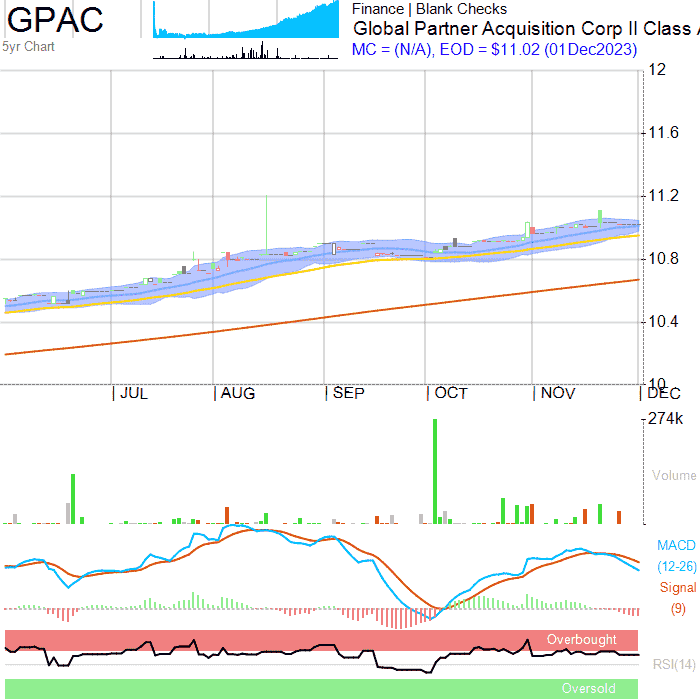 GPAC
5yr Chart
Finance | Blank Checks
Global Partner Acquisition Corp II Class A
MC = (N/A), EOD = $11.02 (01Dec2023)
12
11.6
11.2
10.8
10.4
10
JUL
AUG
SEP
OCT
NOV
DEC
274k
Volume
MACD
(12-26)
Signal
(9)
Overbought
RSI(14)
Oversold